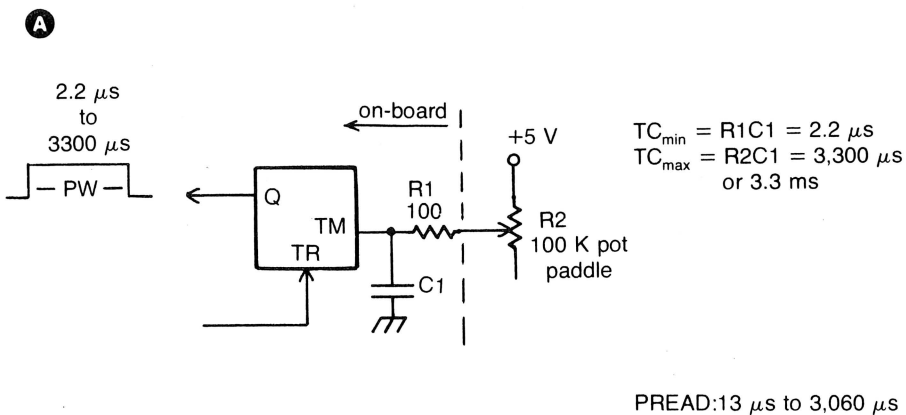 A
2.2 μs
to
3300 μs
— PW —
on-board
+5 V
Q
TM
TR
R1
100
C1
R2
100 K pot
paddle
TCmin = R1C1 = 2.2 μs
TCmax = R2C1 = 3,300 μs
or 3.3 ms
PREAD:13 μs to 3,060 μs